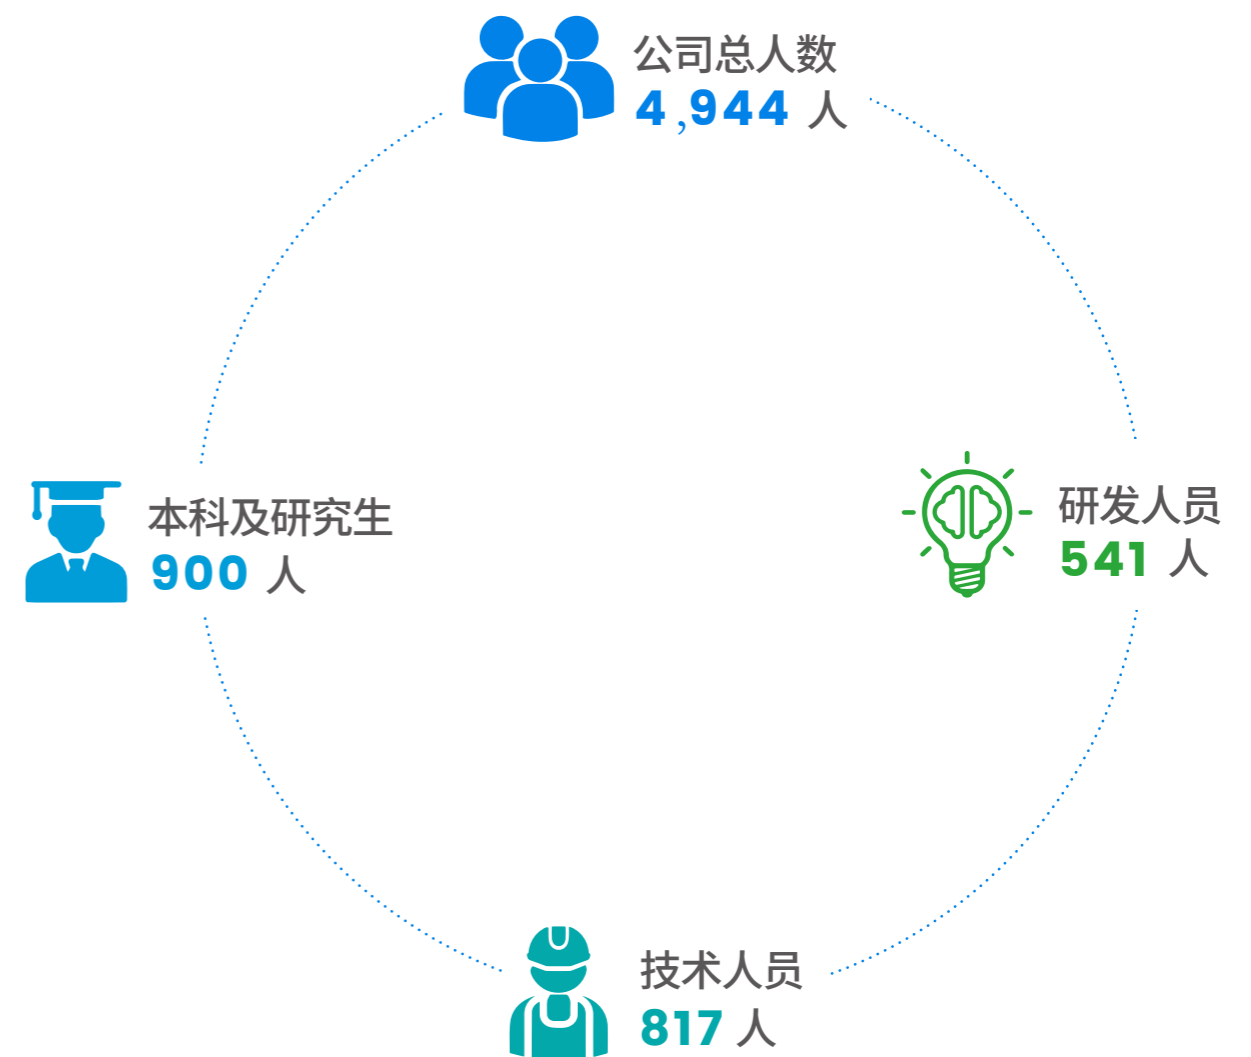 公司总人数
4,944 人
本科及研究生
900 人
研发人员
541 人
技术人员
817 人